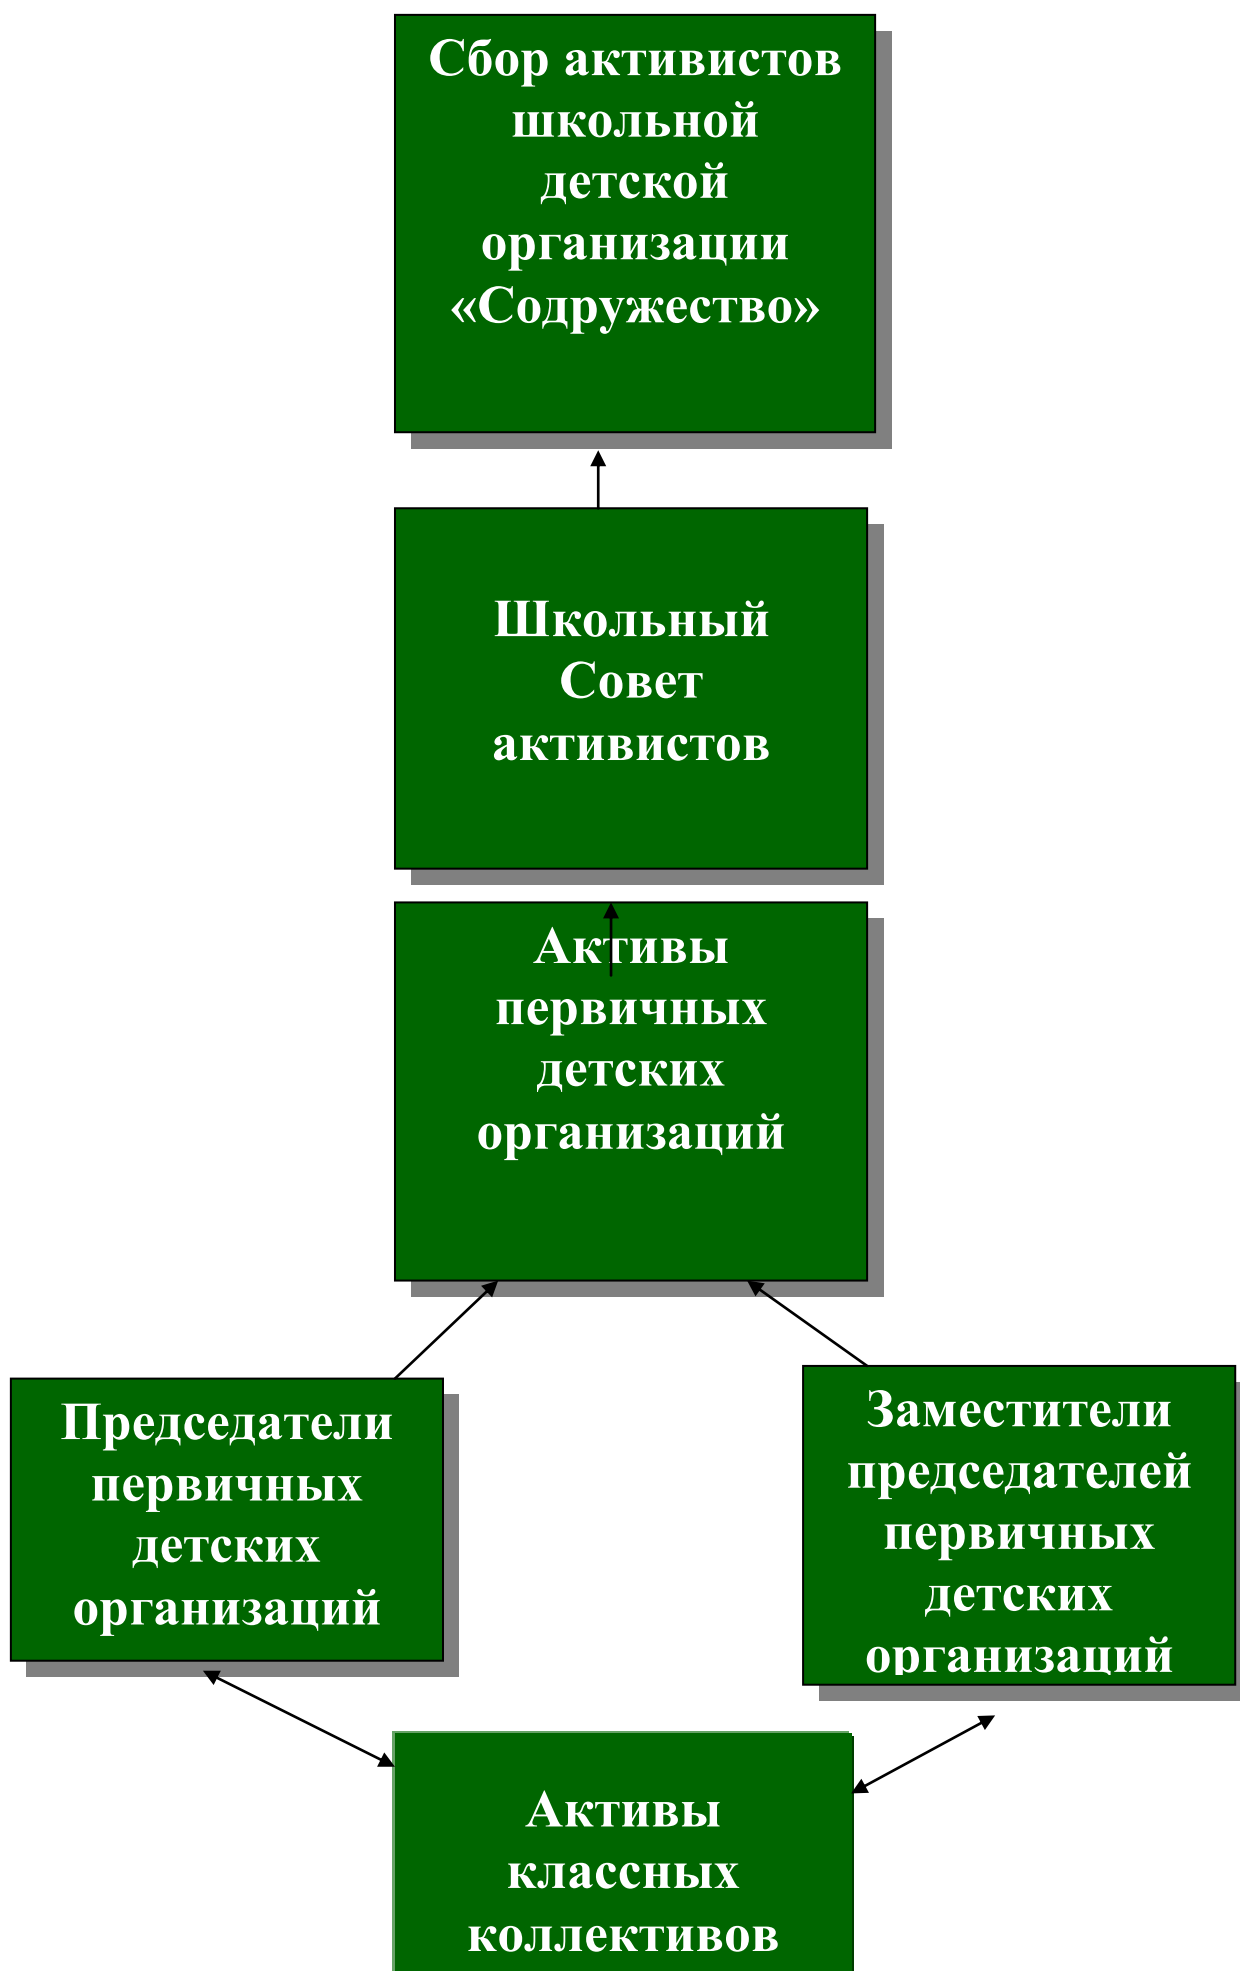 Сбор активистов
школьной
детской
организации
«Содружество»
Школьный
Совет
активистов
Активы
первичных
детских
организаций
Председатели
первичных
детских
организаций
Заместители
председателей
первичных
детских
организаций
Активы
классных
коллективов